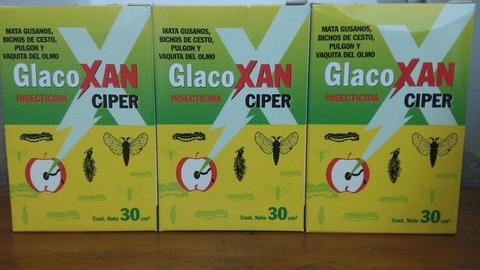 MATA GUSANOS,
BICHOS DE CESTO,
PULGON Y
VAQUITA DEL OLMO
GlacoXAN
INSECTICIDA
CIPER
Cont. Neto 30 cm³
MATA GUSANOS,
BICHOS DE CESTO,
PULGON Y
VAQUITA DEL OLMO
GlacoXAN
INSECTICIDA
CIPER
Cont. Neto 30 cm³
MATA GUSANOS,
BICHOS DE CESTO,
PULGON Y
VAQUITA DEL OLMO
GlacoXAN
INSECTICIDA
CIPER
Cont. Neto 30 cm³